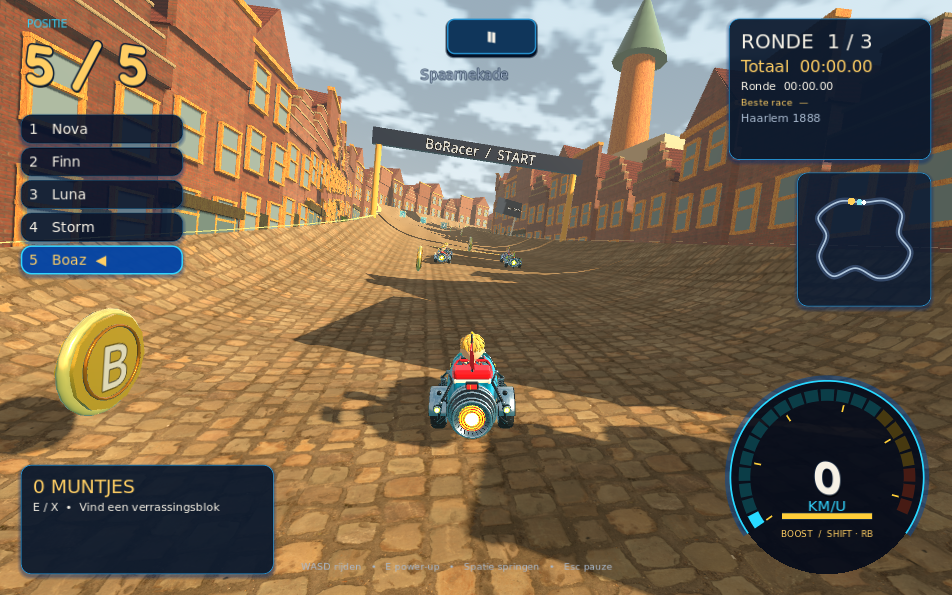 POSITIE
5 / 5
1 Nova
2 Finn
3 Luna
4 Storm
5 Boaz ◀
Spaarnekade
BoRacer / START
RONDE 1 / 3
Totaal 00:00.00
Ronde 00:00.00
Beste race —
Haarlem 1888
B
0 MUNTJES
E / X • Vind een verrassingsblok
WASD rijden • E power-up • Spatie springen • Esc pauze
0
KM/U
BOOST / SHIFT · RB